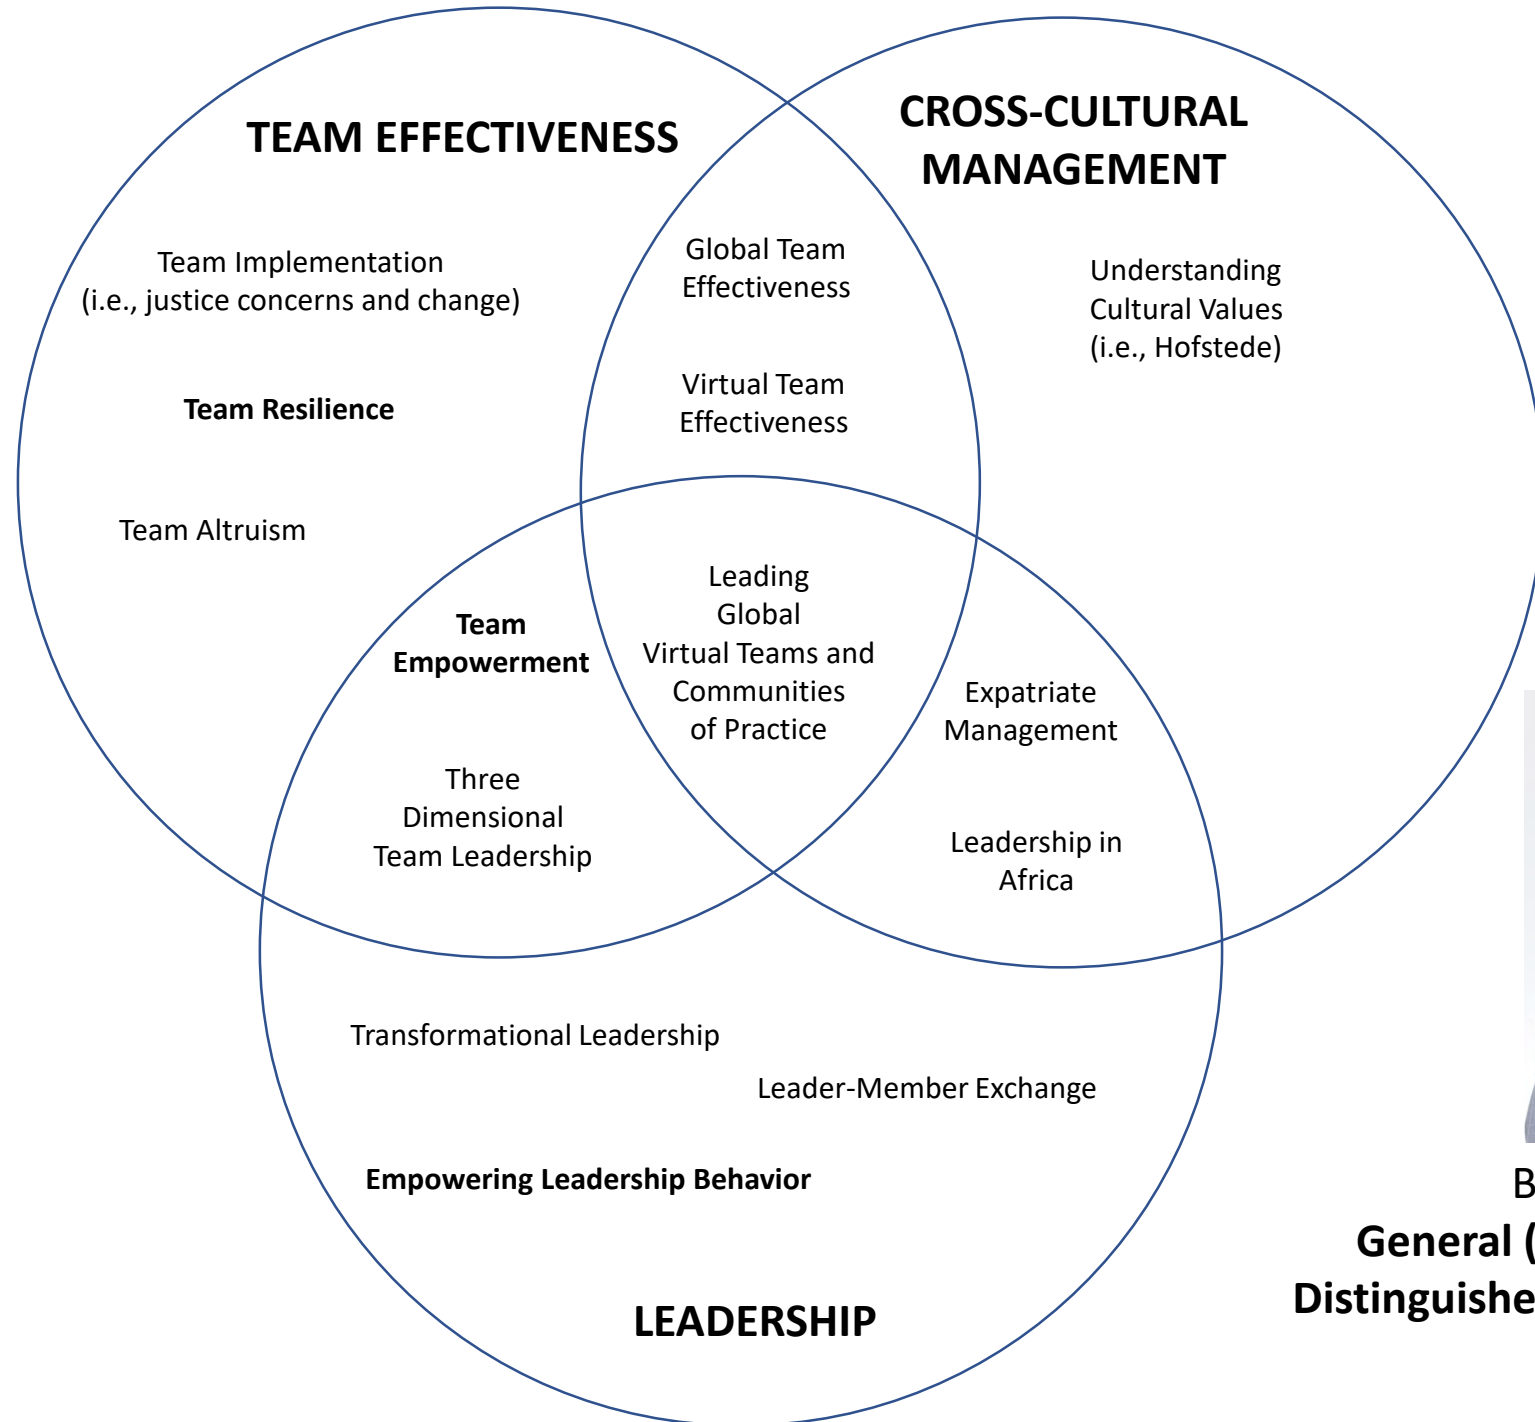 TEAM EFFECTIVENESS
CROSS-CULTURAL
MANAGEMENT
Team Implementation
(i.e., justice concerns and change)
Team Resilience
Team Altruism
Global Team
Effectiveness
Virtual Team
Effectiveness
Understanding
Cultural Values
(i.e., Hofstede)
Team
Empowerment
Three
Dimensional
Team Leadership
Leading
Global
Virtual Teams and
Communities
of Practice
Expatriate
Management
Leadership in
Africa
Transformational Leadership
Leader-Member Exchange
Empowering Leadership Behavior
LEADERSHIP
B
General (
Distinguishe